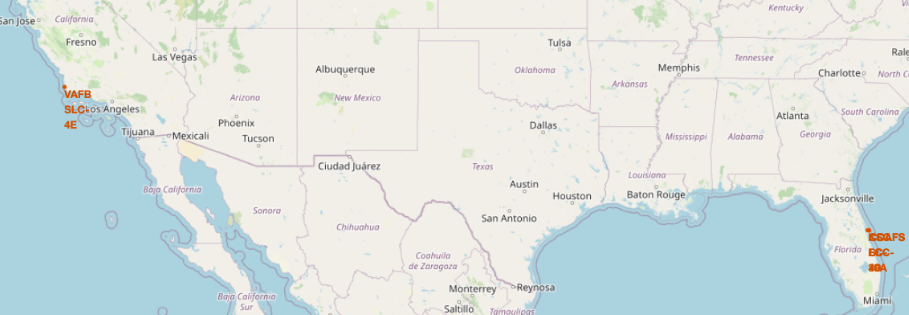 San Jose
California
Fresno
Las Vegas
Tulsa
Kentucky
Albuquerque
Oklahoma
Memphis
Tennessee
Charlotte
VAFB
SLC-
4E
Los Angeles
Arizona
New Mexico
Arkansas
Atlanta
South Carolina
Phoenix
Tijuana
Mexicali
Tucson
Dallas
Mississippi
Alabama
Georgia
Ciudad Juárez
Texas
Louisiana
Baja California
Sonora
Austin
Houston
Baton Rouge
Jacksonville
San Antonio
Chihuahua
Florida
Coahuila
de Zaragoza
Baja California
Sur
Monterrey
Reynosa
Miami
Saltillo
Tamaulipas